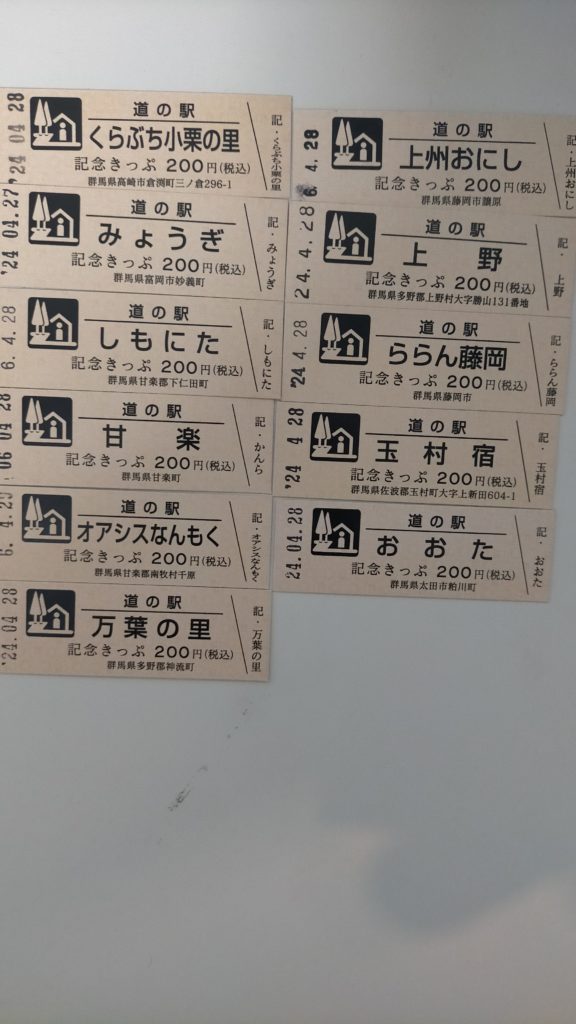 '24 04 28
道の駅
くらぶち小栗の里
記念きっぷ 200円(税込)
群馬県高崎市倉渕町三ノ倉296-1
記・くらぶち小栗の里
'24 04.27
道の駅
みょうぎ
記念きっぷ 200円(税込)
群馬県富岡市妙義町
記・みょうぎ
6. 4. 28
道の駅
しもにた
記念きっぷ 200円(税込)
群馬県甘楽郡下仁田町
記・しもにた
06 04 28
道の駅
甘 楽
記念きっぷ 200円(税込)
群馬県甘楽町
記・かんら
道の駅
オアシスなんもく
記念きっぷ 200円(税込)
群馬県甘楽郡南牧村千原
記・オアシスなんもく
'24.04 28
道の駅
万葉の里
記念きっぷ 200円(税込)
群馬県多野郡神流町
記・万葉の里
6. 4. 28
道の駅
上州おにし
記念きっぷ 200円(税込)
群馬県藤岡市譲原
記・上州おにし
24. 4. 28
道の駅
上 野
記念きっぷ 200円(税込)
群馬県多野郡上野村大字勝山131番地
記・上野
'24 4. 28
道の駅
ららん藤岡
記念きっぷ 200円(税込)
群馬県藤岡市
記・ららん藤岡
'24 4 28
道の駅
玉村宿
記念きっぷ 200円(税込)
群馬県佐波郡玉村町大字上新田604-1
記・玉村宿
24.04.28
道の駅
おおた
記念きっぷ 200円(税込)
群馬県太田市粕川町
記・おおた